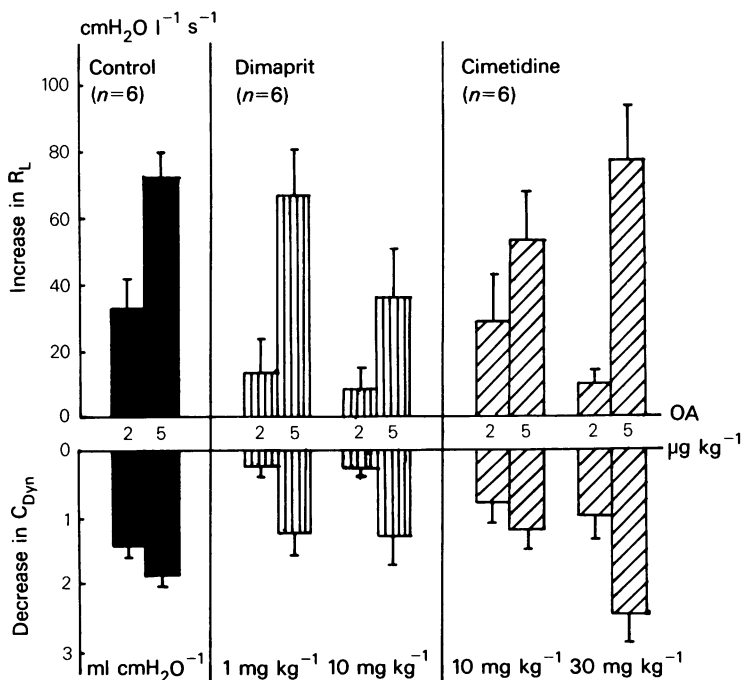 cmH₂O l⁻¹ s⁻¹
Control
(n=6)
Dimaprit
(n=6)
Cimetidine
(n=6)
Increase in R_L
100
80
60
40
20
0
OA
2 5 2 5 2 5 2 5 2 5
µg kg⁻¹
Decrease in C_Dyn
0
1
2
3
ml cmH₂O⁻¹
1 mg kg⁻¹ 10 mg kg⁻¹
10 mg kg⁻¹ 30 mg kg⁻¹